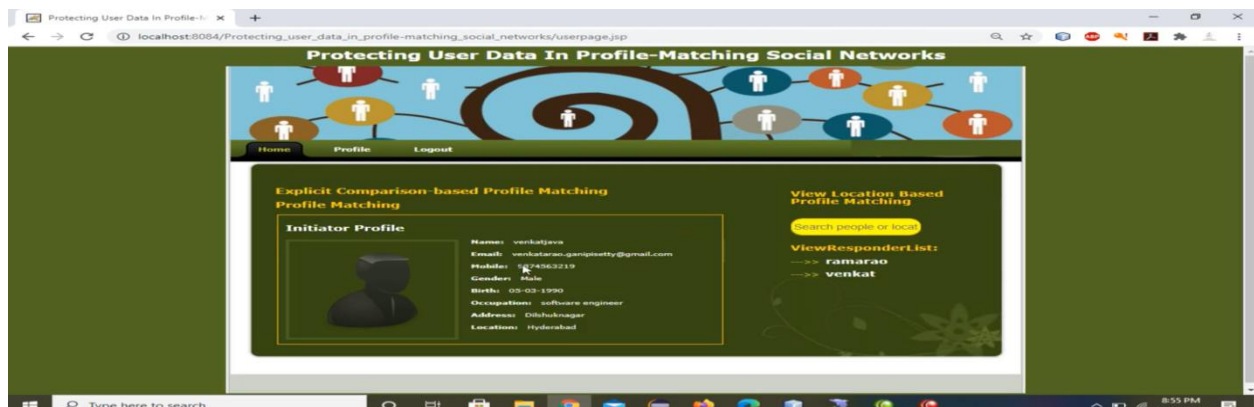 Protecting User Data In Profile-M
localhost:8084/Protecting_user_data_in_profile-matching_social_networks/userpage.jsp
Protecting User Data In Profile-Matching Social Networks
Home Profile Logout
Explicit Comparison-based Profile Matching
Profile Matching
Initiator Profile
Name: venkatjava
Email: venkatarao.ganipisetty@gmail.com
Mobile: 5874563219
Gender: Male
Birth: 05-03-1990
Occupation: software engineer
Address: Dilshuknagar
Location: Hyderabad
View Location Based
Profile Matching
Search people or locat
ViewResponderList:
--->> ramarao
--->> venkat
Type here to search
8:55 PM